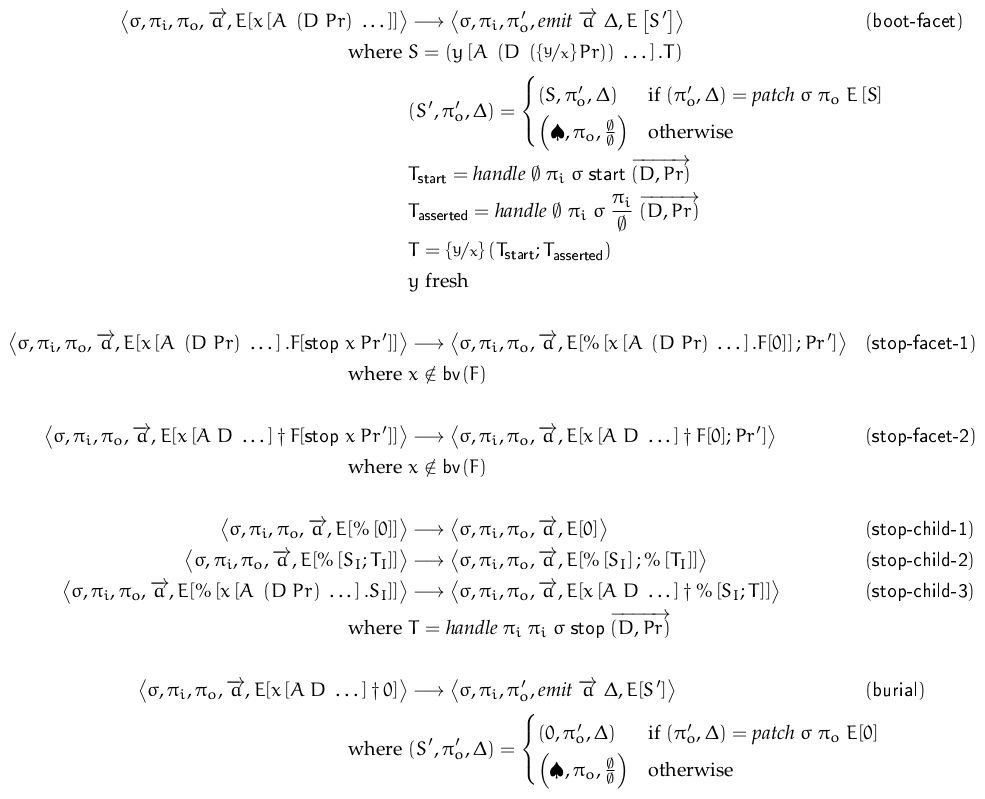 ⟨σ, πᵢ, πₒ, a⃗, E[x [A (D Pr) …]]⟩ ⟶ ⟨σ, πᵢ, π′ₒ, emit a⃗ Δ, E [S′]⟩ (boot-facet)
where S = (y [A (D ({y/x}Pr)) …] .T)
(S′, π′ₒ, Δ) = { (S, π′ₒ, Δ) if (π′ₒ, Δ) = patch σ πₒ E [S]
(♠, πₒ, ∅/∅) otherwise
T_start = handle ∅ πᵢ σ start \overrightarrow{(D, Pr)}
T_asserted = handle ∅ πᵢ σ πᵢ/∅ \overrightarrow{(D, Pr)}
T = {y/x} (T_start; T_asserted)
y fresh
⟨σ, πᵢ, πₒ, a⃗, E[x [A (D Pr) …] .F[stop x Pr′]]⟩ ⟶ ⟨σ, πᵢ, πₒ, a⃗, E[% [x [A (D Pr) …] .F[0]] ; Pr′]⟩ (stop-facet-1)
where x ∉ bv(F)
⟨σ, πᵢ, πₒ, a⃗, E[x [A D …] † F[stop x Pr′]]⟩ ⟶ ⟨σ, πᵢ, πₒ, a⃗, E[x [A D …] † F[0]; Pr′]⟩ (stop-facet-2)
where x ∉ bv(F)
⟨σ, πᵢ, πₒ, a⃗, E[% [0]]⟩ ⟶ ⟨σ, πᵢ, πₒ, a⃗, E[0]⟩ (stop-child-1)
⟨σ, πᵢ, πₒ, a⃗, E[% [S_I; T_I]]⟩ ⟶ ⟨σ, πᵢ, πₒ, a⃗, E[% [S_I] ; % [T_I]]⟩ (stop-child-2)
⟨σ, πᵢ, πₒ, a⃗, E[% [x [A (D Pr) …] .S_I]]⟩ ⟶ ⟨σ, πᵢ, πₒ, a⃗, E[x [A D …] † % [S_I; T]]⟩ (stop-child-3)
where T = handle πᵢ πᵢ σ stop \overrightarrow{(D, Pr)}
⟨σ, πᵢ, πₒ, a⃗, E[x [A D …] † 0]⟩ ⟶ ⟨σ, πᵢ, π′ₒ, emit a⃗ Δ, E[S′]⟩ (burial)
where (S′, π′ₒ, Δ) = { (0, π′ₒ, Δ) if (π′ₒ, Δ) = patch σ πₒ E[0]
(♠, πₒ, ∅/∅) otherwise